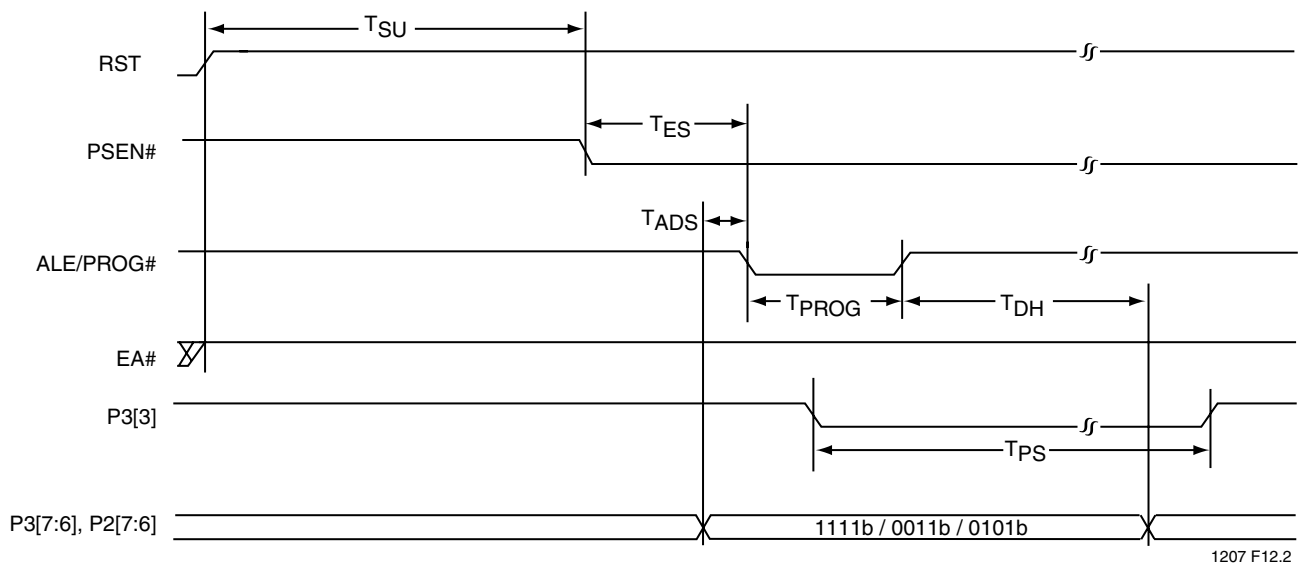 TSU
RST
TES
PSEN#
TADS
ALE/PROG#
TPROG
TDH
EA#
P3[3]
TPS
P3[7:6], P2[7:6]
1111b / 0011b / 0101b
1207 F12.2